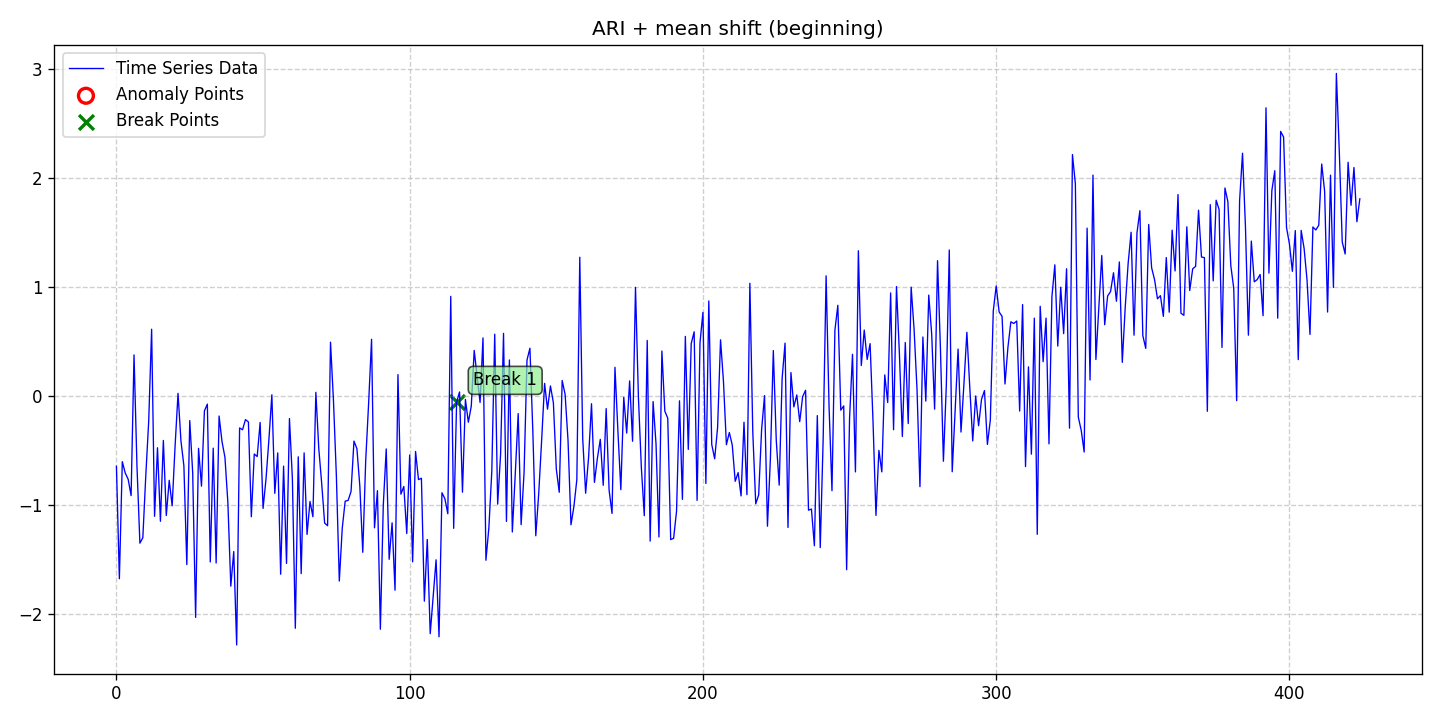 ARI + mean shift (beginning)
Time Series Data
Anomaly Points
Break Points
Break 1
3
2
1
0
−1
−2
0
100
200
300
400